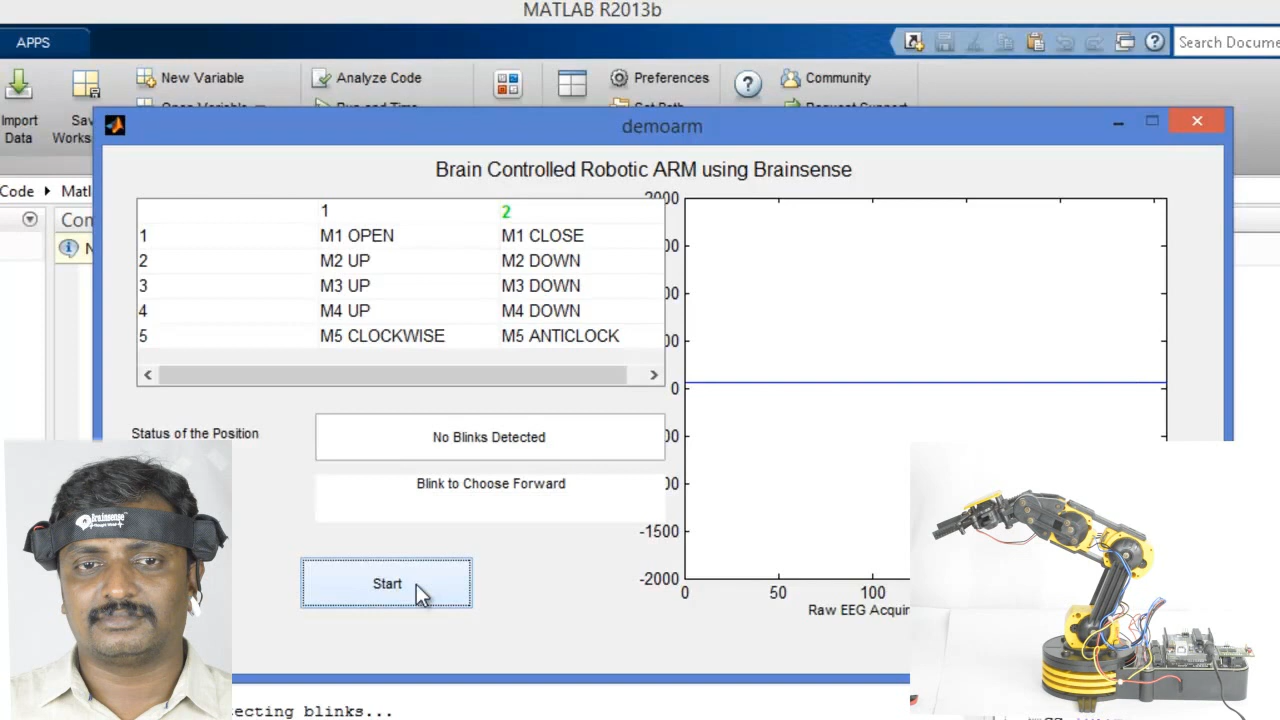 MATLAB R2013b
APPS
Search Docume
New Variable
Analyze Code
Preferences
Community
Import
Data
Sav
Works
Set Path
Request Support
Code
Matl
Con
demoarm
Brain Controlled Robotic ARM using Brainsense
1 2
1 M1 OPEN M1 CLOSE
2 M2 UP M2 DOWN
3 M3 UP M3 DOWN
4 M4 UP M4 DOWN
5 M5 CLOCKWISE M5 ANTICLOCK
2000
00
00
00
0
00
00
-1500
-2000
0 50 100
Raw EEG Acquir
Status of the Position
No Blinks Detected
Blink to Choose Forward
Start
Brainsense
ecting blinks...